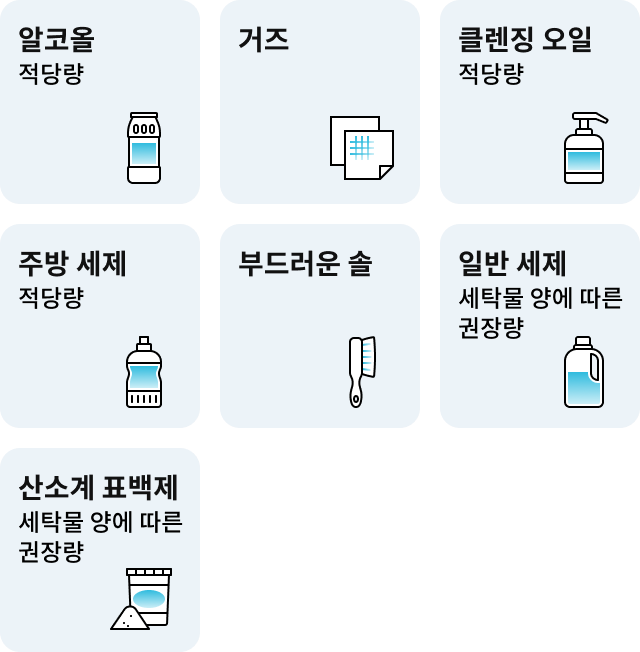 알코올
적당량
거즈
클렌징 오일
적당량
주방 세제
적당량
부드러운 솔
일반 세제
세탁물 양에 따른
권장량
산소계 표백제
세탁물 양에 따른
권장량